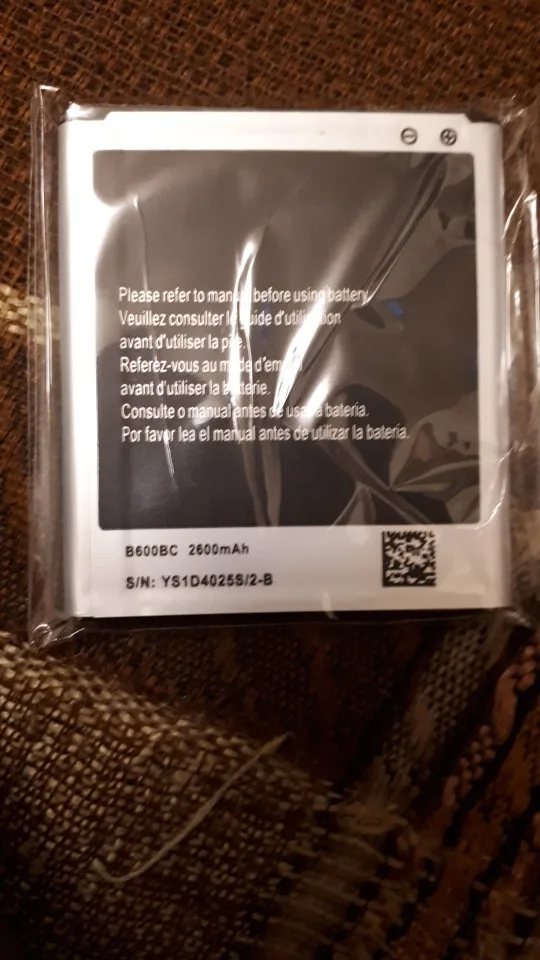 Please refer to manual before using battery.
Veuillez consulter le guide d'utilisation
avant d'utiliser la pile.
Referez-vous au mode d'emploi
avant d'utiliser la batterie.
Consulte o manual antes de usar a bateria.
Por favor lea el manual antes de utilizar la bateria.
B600BC 2600mAh
S/N: YS1D4025S/2-B